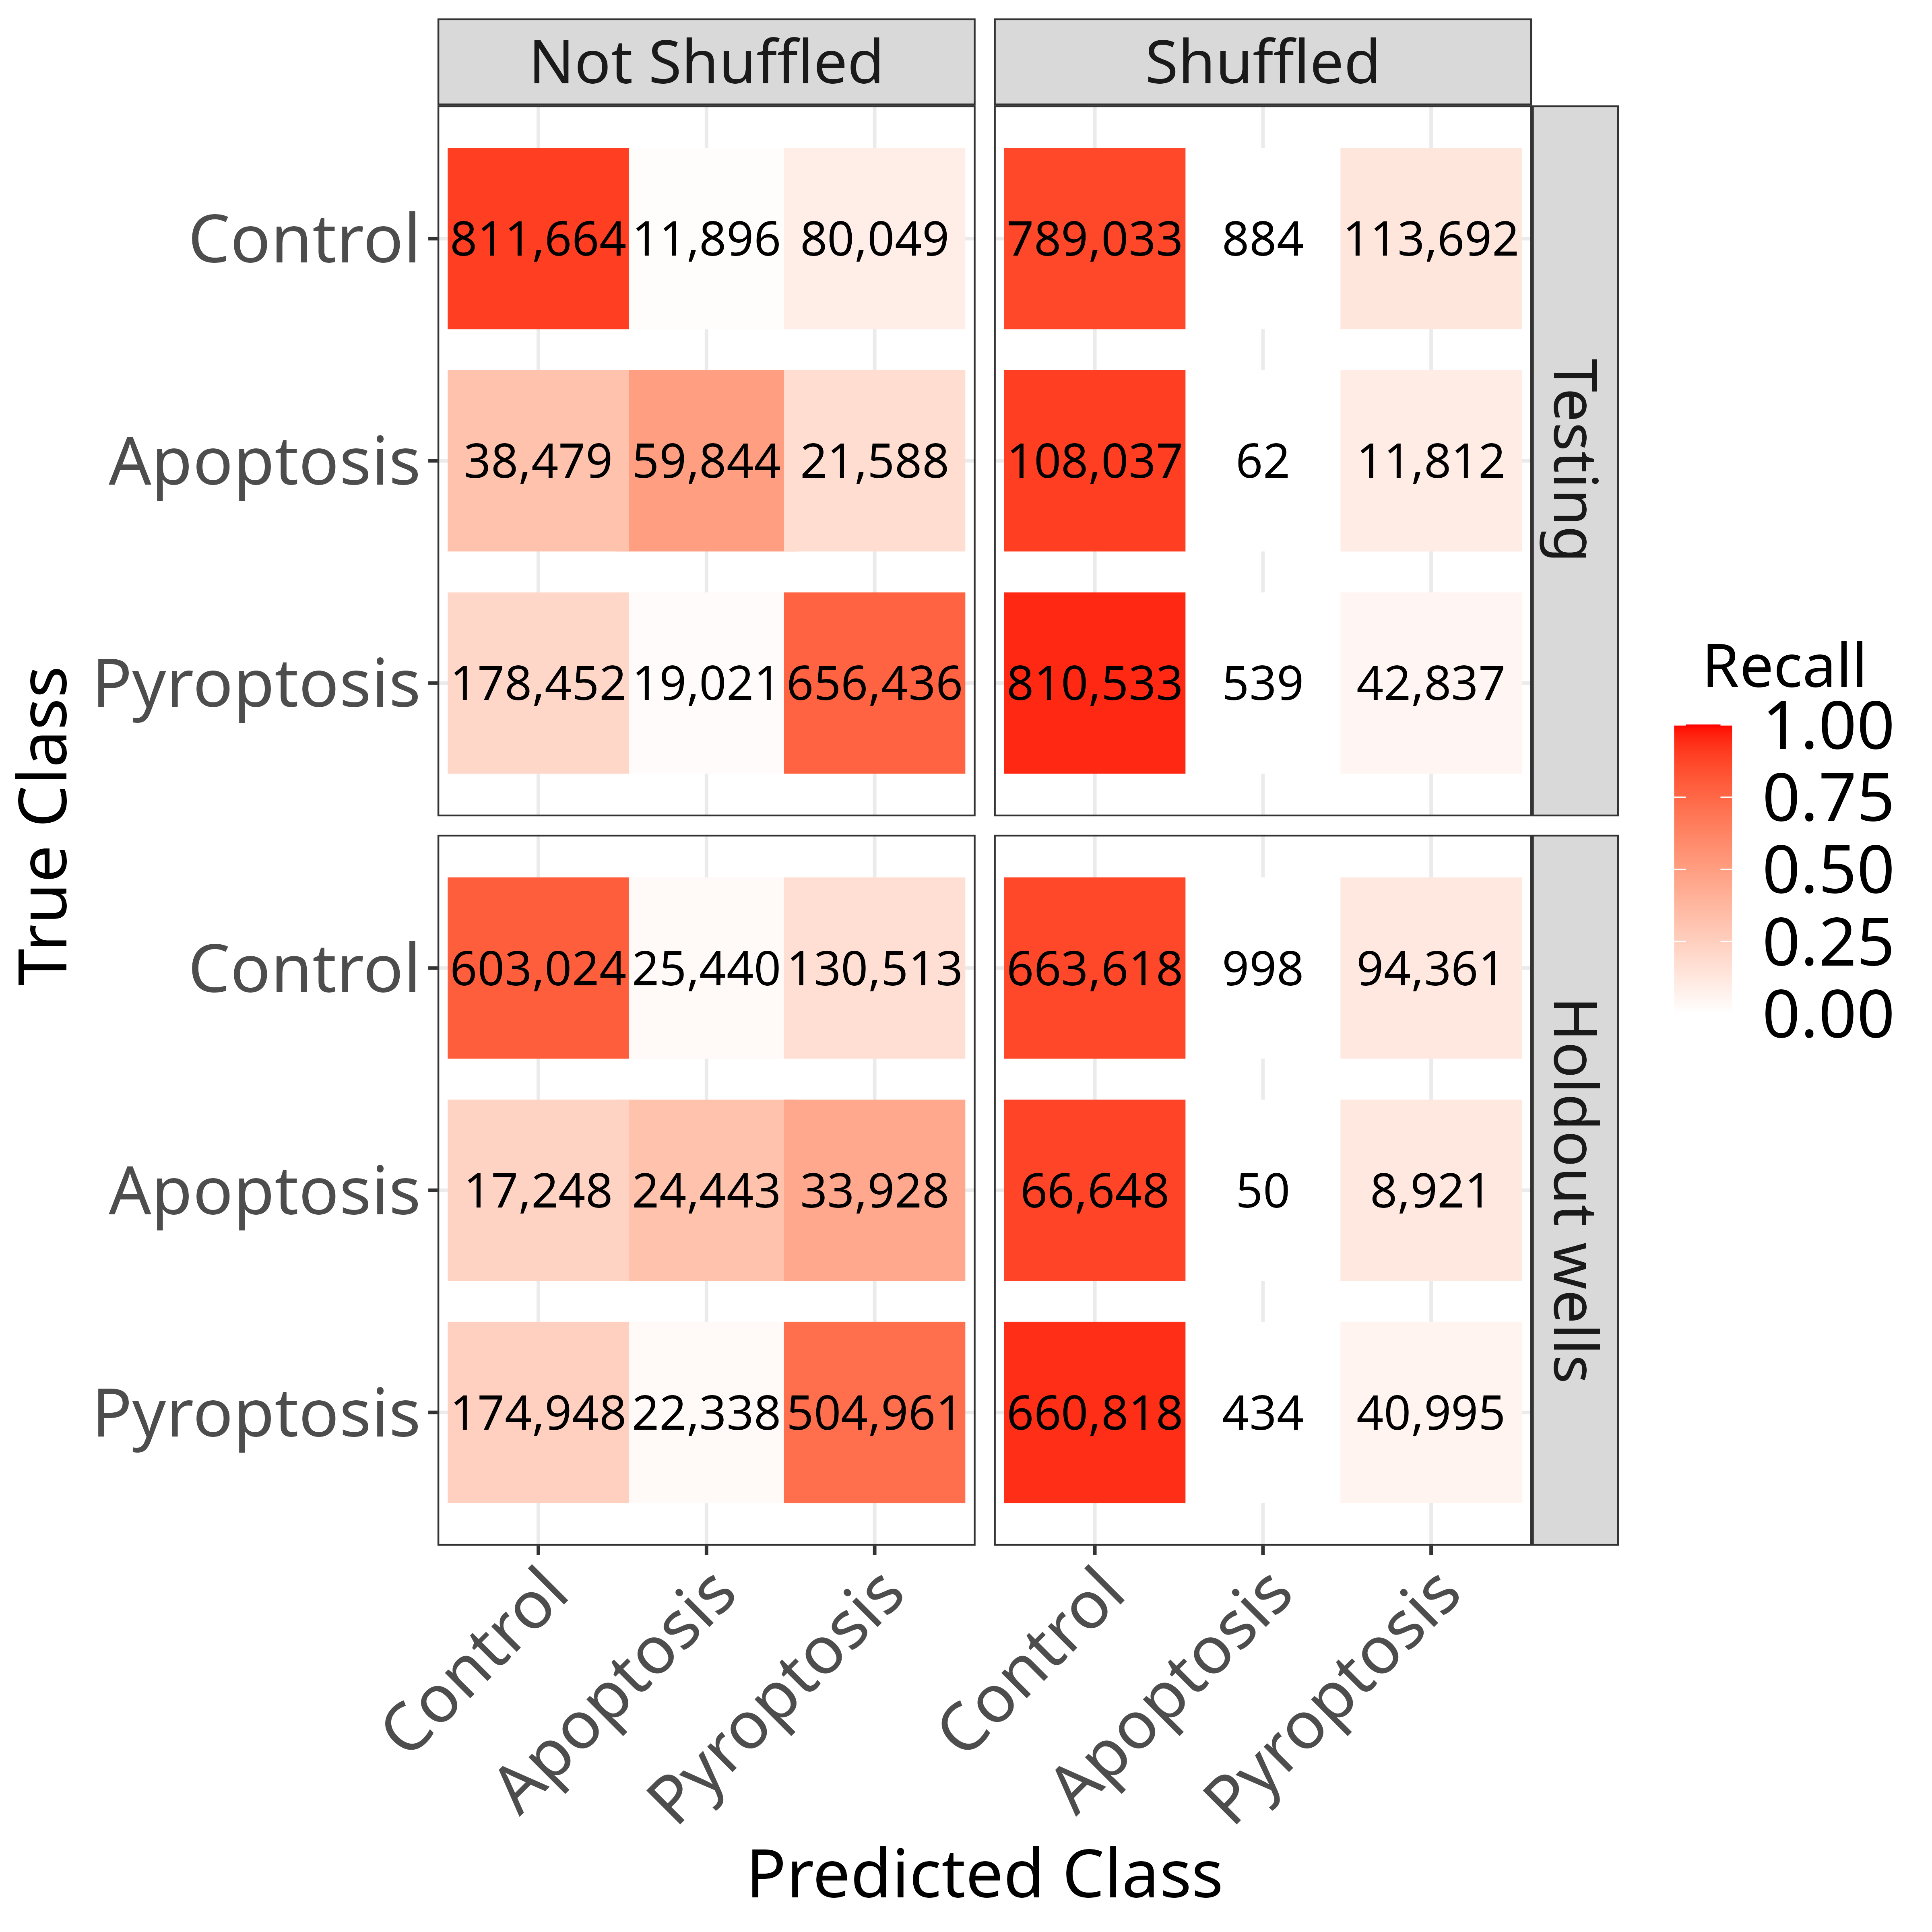 Not Shuffled Shuffled
Control 811,664 11,896 80,049 789,033 884 113,692
Apoptosis 38,479 59,844 21,588 108,037 62 11,812
Pyroptosis 178,452 19,021 656,436 810,533 539 42,837
Testing
Control 603,024 25,440 130,513 663,618 998 94,361
Apoptosis 17,248 24,443 33,928 66,648 50 8,921
Pyroptosis 174,948 22,338 504,961 660,818 434 40,995
Holdout wells
Control Apoptosis Pyroptosis Control Apoptosis Pyroptosis
Predicted Class
True Class
Recall
1.00
0.75
0.50
0.25
0.00